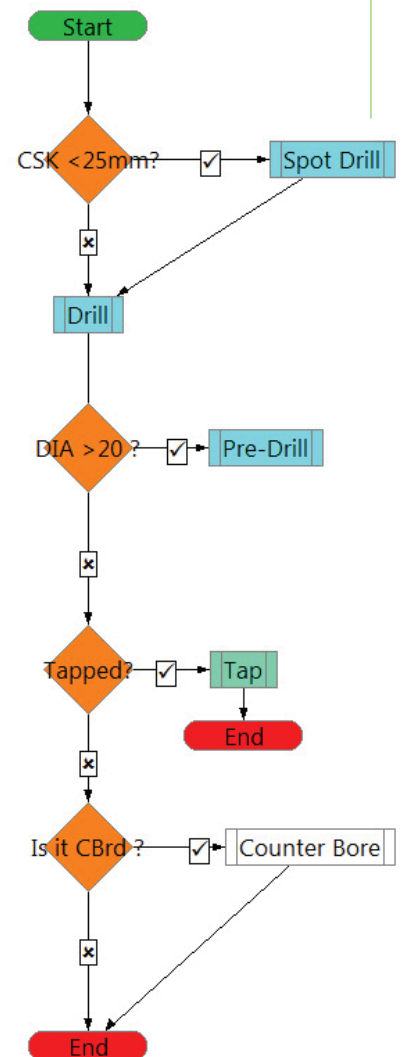 Start
CSK <25mm?
Spot Drill
Drill
DIA >20 ?
Pre-Drill
Tapped?
Tap
End
Is it CBrd ?
Counter Bore
End